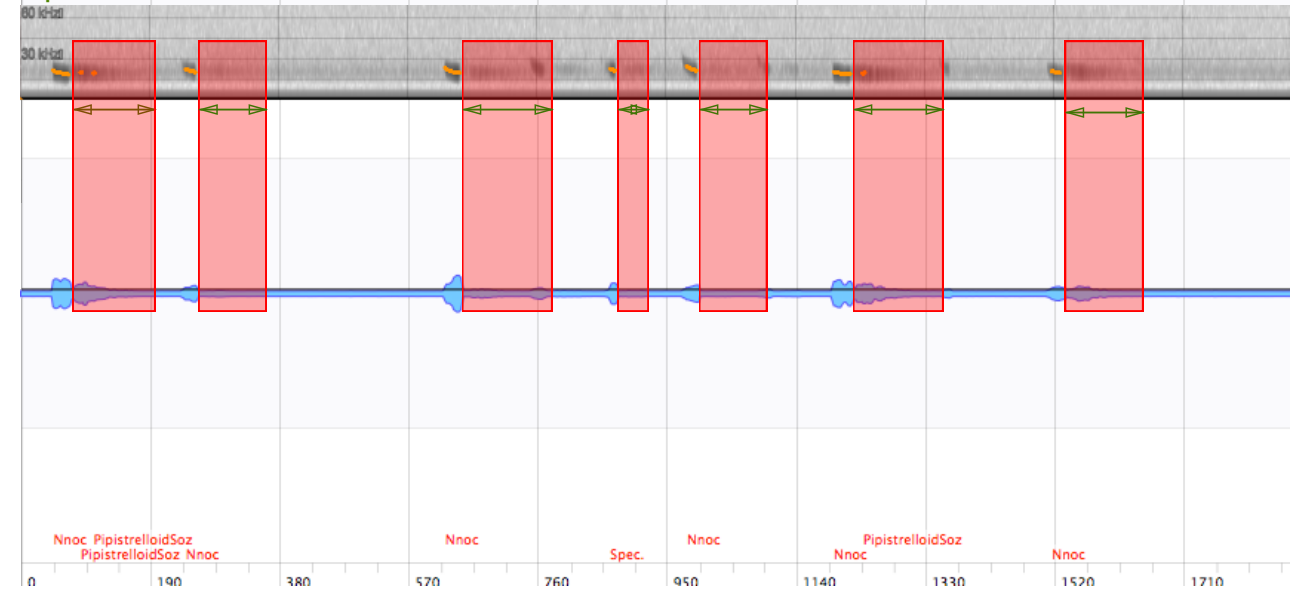 60 kHz
30 kHz
Nnoc PipistrelloidSoz Nnoc PipistrelloidSoz
PipistrelloidSoz Nnoc Spec. Nnoc Nnoc
0 190 380 570 760 950 1140 1330 1520 1710